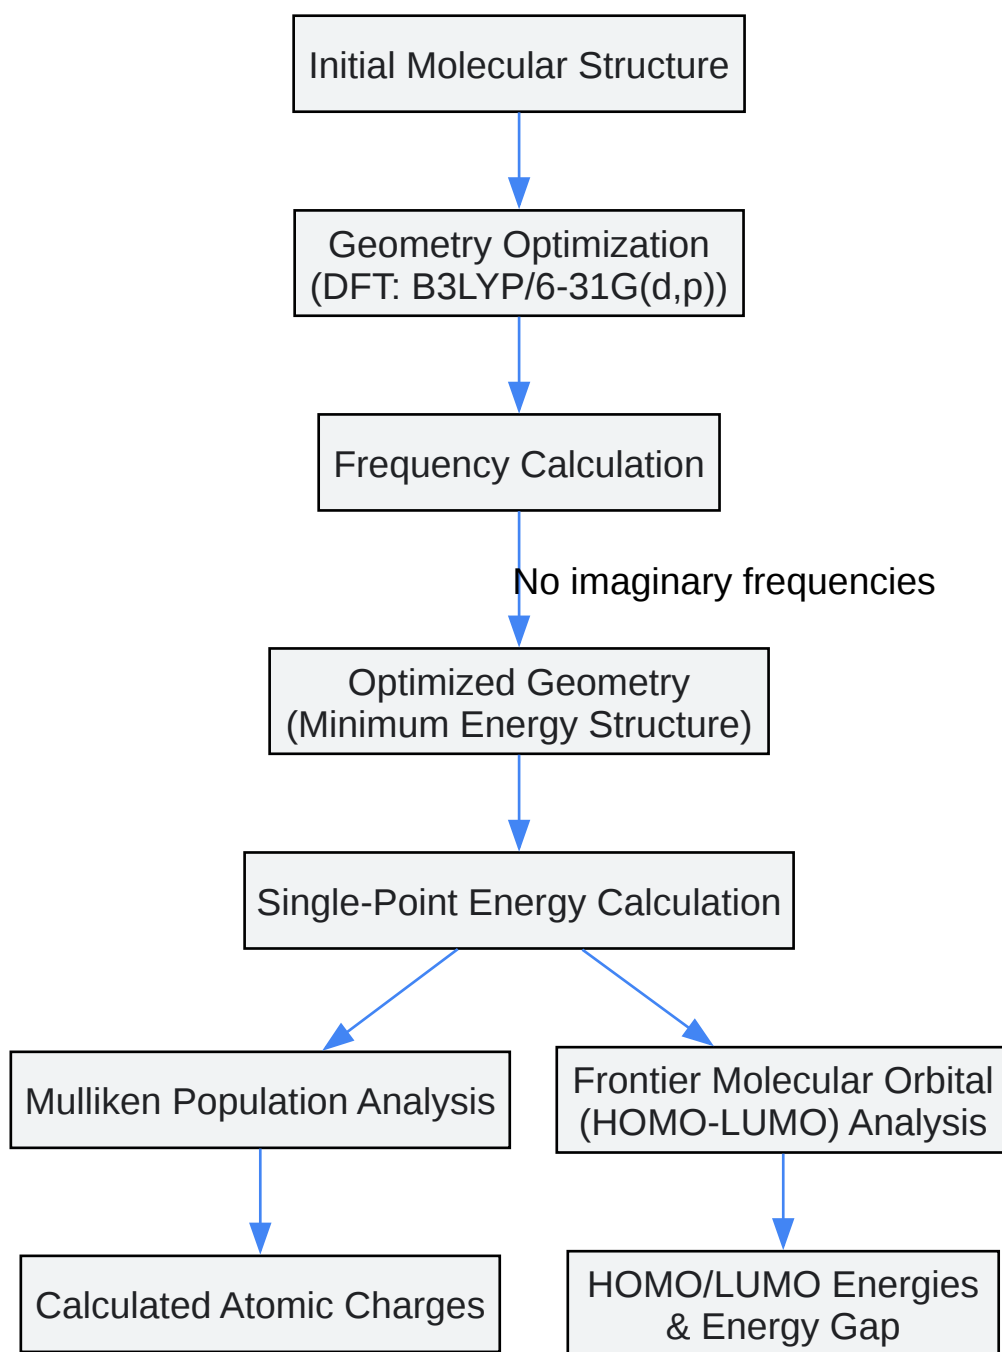 Initial Molecular Structure
Geometry Optimization
(DFT: B3LYP/6-31G(d,p))
Frequency Calculation
No imaginary frequencies
Optimized Geometry
(Minimum Energy Structure)
Single-Point Energy Calculation
Mulliken Population Analysis
Frontier Molecular Orbital
(HOMO-LUMO) Analysis
Calculated Atomic Charges
HOMO/LUMO Energies
& Energy Gap